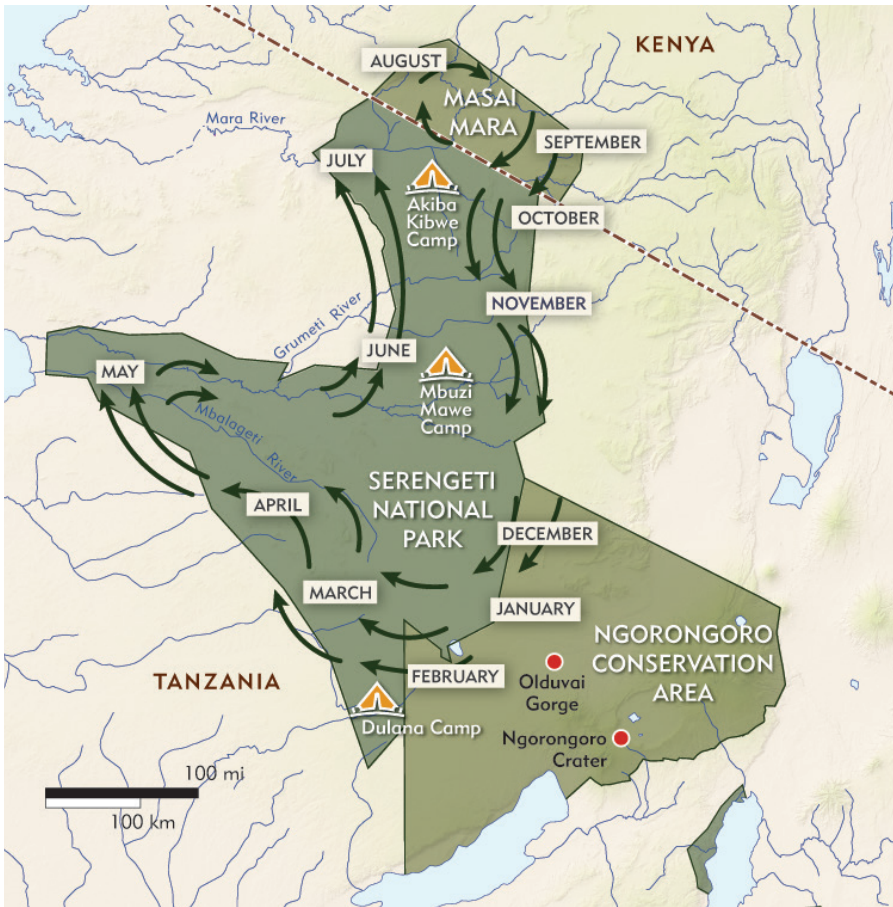 KENYA
AUGUST
MASAI
MARA
Mara River
SEPTEMBER
JULY
Akiba
Kibwe
Camp
OCTOBER
NOVEMBER
Grumeti River
JUNE
MAY
Mbuzi
Mawe
Camp
Mbalageti River
SERENGETI
NATIONAL
PARK
APRIL
DECEMBER
MARCH
JANUARY
NGORONGORO
CONSERVATION
AREA
FEBRUARY
TANZANIA
Olduvai
Gorge
Dulana Camp
Ngorongoro
Crater
100 mi
100 km